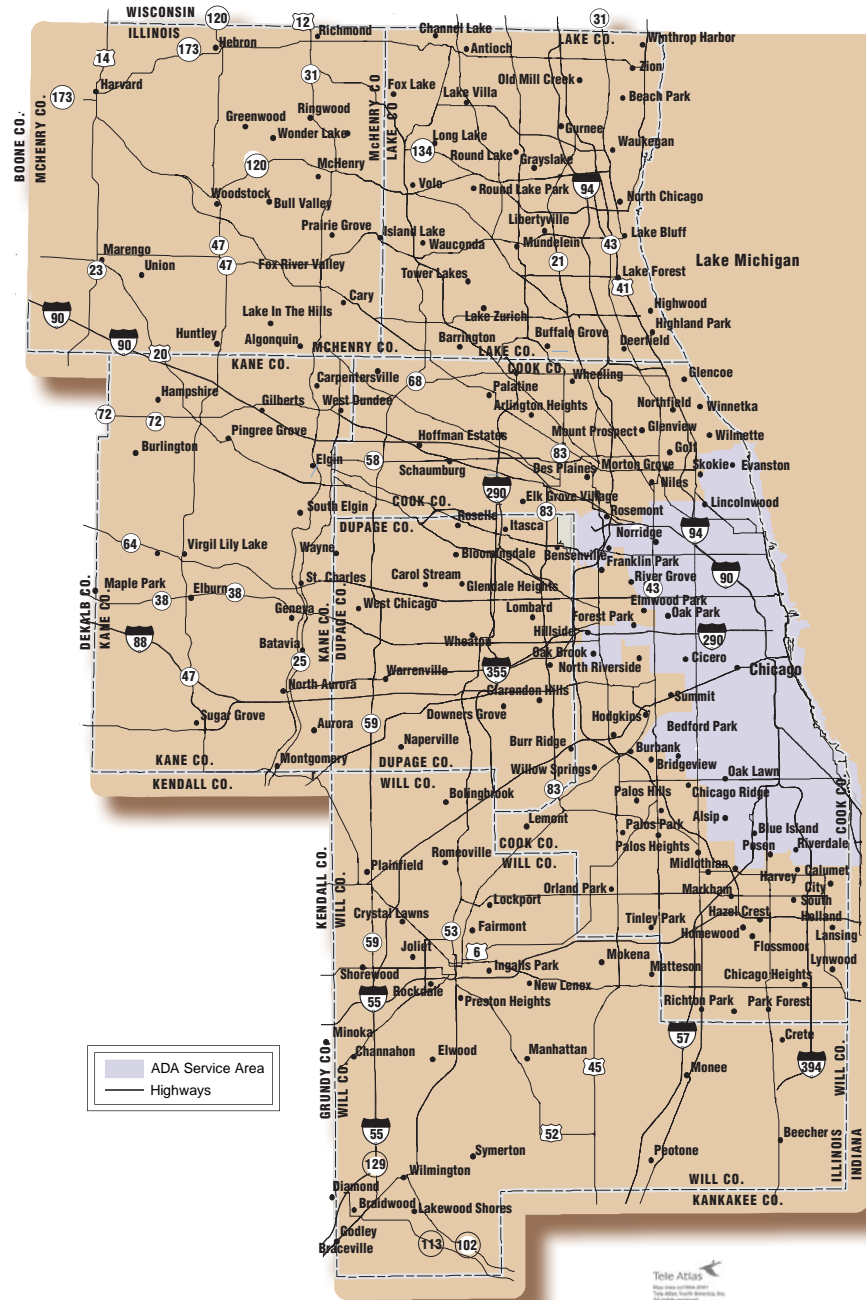 WISCONSIN
ILLINOIS
120
12
31
Richmond
Channel Lake
LAKE CO.
Winthrop Harbor
173
Hebron
14
Antioch
Zion
31
Old Mill Creek
Harvard
173
Fox Lake
Lake Villa
Beach Park
BOONE CO.
MCHENRY CO.
MCHENRY CO.
LAKE CO.
Greenwood
Ringwood
Wonder Lake
Long Lake
Gurnee
Waukegan
134
Round Lake
Grayslake
120
McHenry
Volo
Round Lake Park
94
North Chicago
Woodstock
Bull Valley
Prairie Grove
Island Lake
Wauconda
Libertyville
Mundelein
43
Lake Bluff
47
Marengo
23
Union
47
Fox River Valley
Tower Lakes
21
Lake Forest
41
Lake Michigan
Cary
90
Lake In The Hills
Lake Zurich
Highwood
Highland Park
90
Huntley
Algonquin
Barrington
Buffalo Grove
Deerfield
20
MCHENRY CO.
LAKE CO.
KANE CO.
COOK CO.
Carpentersville
68
Wheeling
Glencoe
Hampshire
Gilberts
West Dundee
Palatine
Arlington Heights
Northfield
Winnetka
72
72
Pingree Grove
Hoffman Estates
Mount Prospect
Glenview
Wilmette
Burlington
83
Golf
Elgin
58
Schaumburg
Des Plaines
Morton Grove
Skokie
Evanston
290
Niles
South Elgin
COOK CO.
Elk Grove Village
Lincolnwood
DUPAGE CO.
Roselle
83
Rosemont
Itasca
94
64
Virgil Lily Lake
Wayne
Bloomingdale
Bensenville
Norridge
Franklin Park
90
DEKALB CO.
KANE CO.
Maple Park
Elburn
38
38
St. Charles
Carol Stream
Glendale Heights
River Grove
43
Elmwood Park
Geneva
West Chicago
Lombard
Forest Park
Oak Park
KANE CO.
DUPAGE CO.
88
Batavia
Wheaton
Hillside
290
25
Oak Brook
North Riverside
Cicero
Chicago
47
Warrenville
355
North Aurora
Clarendon Hills
Summit
Sugar Grove
Aurora
59
Downers Grove
Hodgkins
Bedford Park
Naperville
Burr Ridge
Burbank
Bridgeview
KANE CO.
Montgomery
DUPAGE CO.
Willow Springs
Oak Lawn
KENDALL CO.
WILL CO.
83
Chicago Ridge
Bolingbrook
Palos Hills
COOK CO.
Lemont
Palos Park
Alsip
Blue Island
COOK CO.
Palos Heights
Posen
Riverdale
Romeoville
WILL CO.
Midlothian
Plainfield
Harvey
Calumet
City
KENDALL CO.
WILL CO.
Lockport
Orland Park
Markham
South
Holland
Crystal Lawns
Hazel Crest
Fairmont
Tinley Park
Homewood
Lansing
53
59
Joliet
6
Flossmoor
Mokena
Lynwood
Shorewood
Ingalls Park
Matteson
Chicago Heights
Rockdale
New Lenox
55
Preston Heights
Richton Park
Park Forest
Minoka
57
Crete
GRUNDY CO.
WILL CO.
Channahon
Elwood
Manhattan
WILL CO.
45
Monee
394
ADA Service Area
Highways
55
52
Beecher
ILLINOIS
INDIANA
Symerton
Peotone
129
Wilmington
Diamond
WILL CO.
KANKAKEE CO.
Braidwood
Lakewood Shores
Godley
113
102
Braceville
Tele Atlas